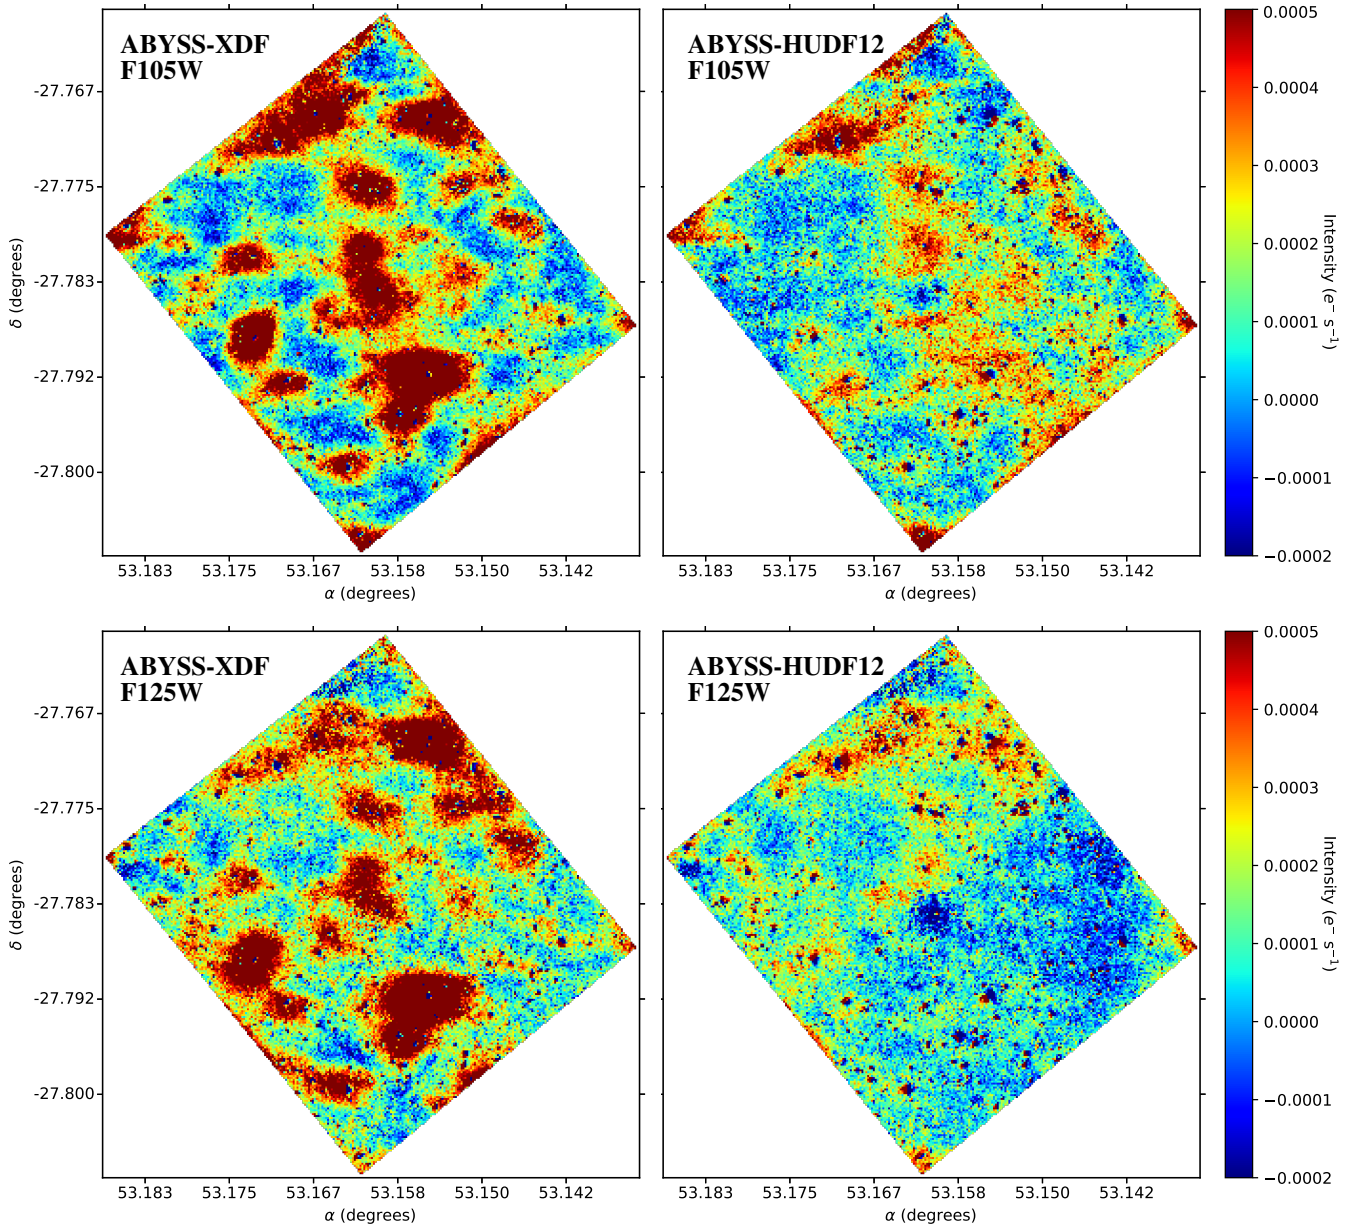 ABYSS-XDF
F105W
ABYSS-HUDF12
F105W
-27.767
-27.775
-27.783
-27.792
-27.800
δ (degrees)
53.183 53.175 53.167 53.158 53.150 53.142
α (degrees)
53.183 53.175 53.167 53.158 53.150 53.142
α (degrees)
0.0005
0.0004
0.0003
0.0002
0.0001
0.0000
−0.0001
−0.0002
Intensity (e⁻ s⁻¹)
ABYSS-XDF
F125W
ABYSS-HUDF12
F125W
-27.767
-27.775
-27.783
-27.792
-27.800
δ (degrees)
53.183 53.175 53.167 53.158 53.150 53.142
α (degrees)
53.183 53.175 53.167 53.158 53.150 53.142
α (degrees)
0.0005
0.0004
0.0003
0.0002
0.0001
0.0000
−0.0001
−0.0002
Intensity (e⁻ s⁻¹)